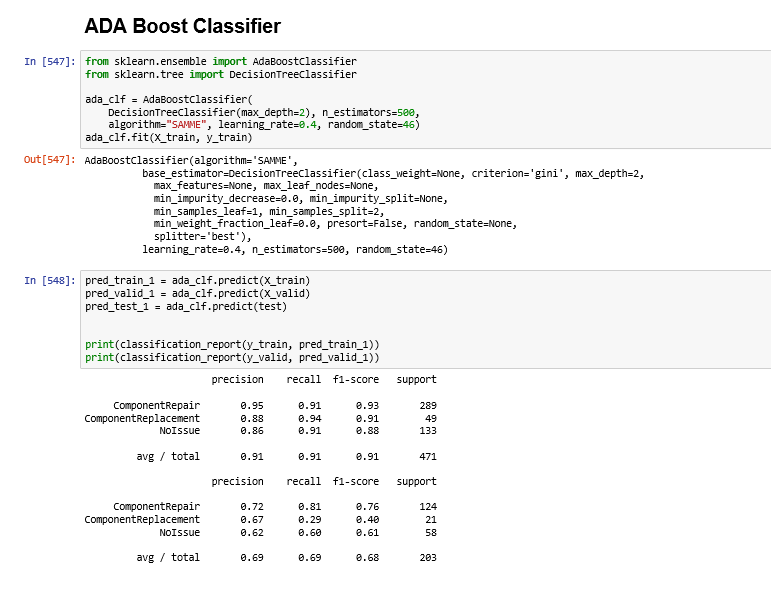 ADA Boost Classifier
In [547]: from sklearn.ensemble import AdaBoostClassifier
from sklearn.tree import DecisionTreeClassifier
ada_clf = AdaBoostClassifier(
DecisionTreeClassifier(max_depth=2), n_estimators=500,
algorithm="SAMME", learning_rate=0.4, random_state=46)
ada_clf.fit(X_train, y_train)
Out[547]: AdaBoostClassifier(algorithm='SAMME',
base_estimator=DecisionTreeClassifier(class_weight=None, criterion='gini', max_depth=2,
max_features=None, max_leaf_nodes=None,
min_impurity_decrease=0.0, min_impurity_split=None,
min_samples_leaf=1, min_samples_split=2,
min_weight_fraction_leaf=0.0, presort=False, random_state=None,
splitter='best'),
learning_rate=0.4, n_estimators=500, random_state=46)
In [548]: pred_train_1 = ada_clf.predict(X_train)
pred_valid_1 = ada_clf.predict(X_valid)
pred_test_1 = ada_clf.predict(test)
print(classification_report(y_train, pred_train_1))
print(classification_report(y_valid, pred_valid_1))
precision recall f1-score support
ComponentRepair 0.95 0.91 0.93 289
ComponentReplacement 0.88 0.94 0.91 49
NoIssue 0.86 0.91 0.88 133
avg / total 0.91 0.91 0.91 471
precision recall f1-score support
ComponentRepair 0.72 0.81 0.76 124
ComponentReplacement 0.67 0.29 0.40 21
NoIssue 0.62 0.60 0.61 58
avg / total 0.69 0.69 0.68 203